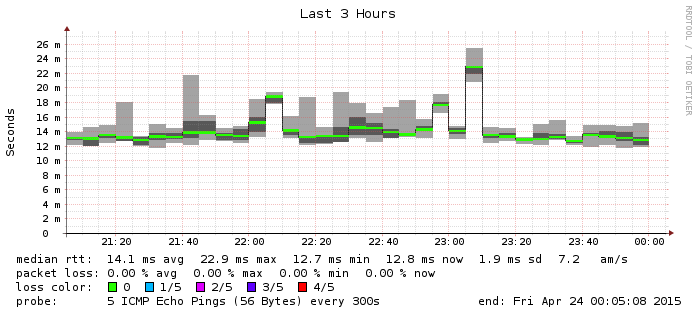 Last 3 Hours
RRDTOOL / TOBI OETIKER
Seconds
26 m
24 m
22 m
20 m
18 m
16 m
14 m
12 m
10 m
8 m
6 m
4 m
2 m
0
21:20 21:40 22:00 22:20 22:40 23:00 23:20 23:40 00:00
median rtt: 14.1 ms avg 22.9 ms max 12.7 ms min 12.8 ms now 1.9 ms sd 7.2 am/s
packet loss: 0.00 % avg 0.00 % max 0.00 % min 0.00 % now
loss color: 0 1/5 2/5 3/5 4/5
probe: 5 ICMP Echo Pings (56 Bytes) every 300s end: Fri Apr 24 00:05:08 2015